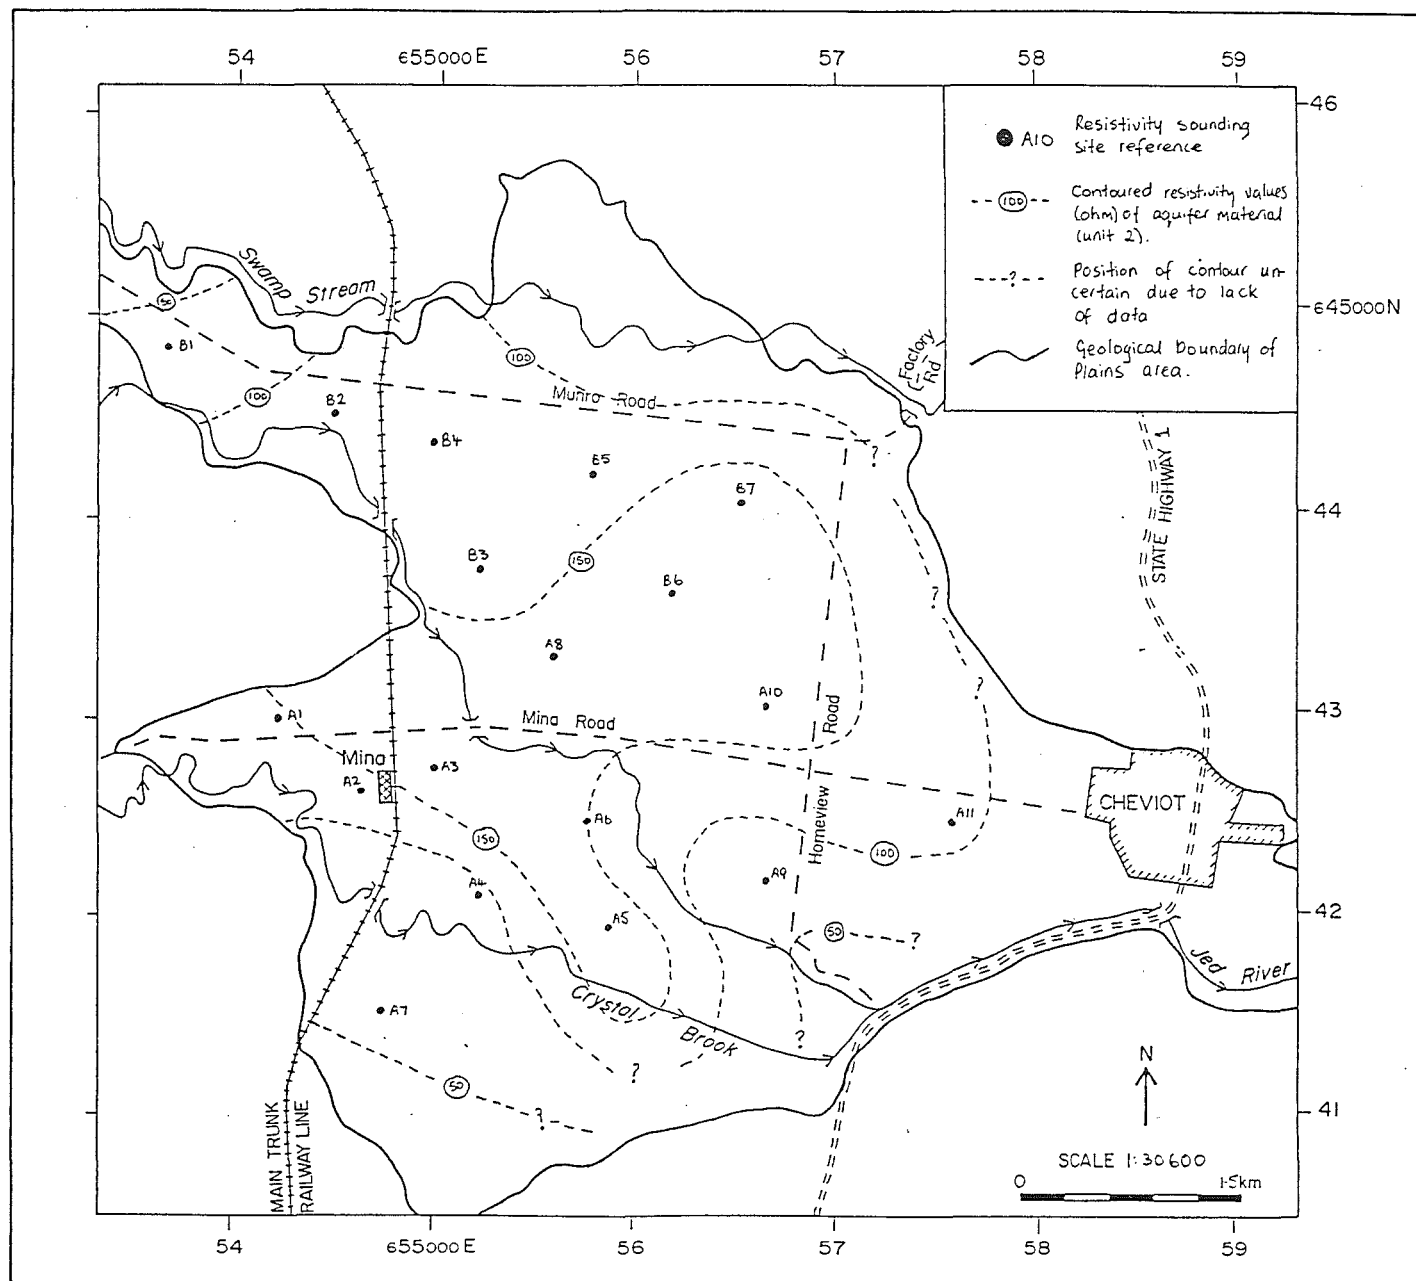 54
655000 E
56
57
58
59
46
A10
Resistivity sounding
site reference
100
Contoured resistivity values
(ohm) of aquifer material
(unit 2).
?
Position of contour un-
certain due to lack
of data
Geological boundary of
Plains area.
645000N
44
43
42
41
Swamp
Stream
Factory
Rd
50
B1
100
100
B2
Munro Road
B4
B5
?
B7
STATE HIGHWAY 1
B3
150
B6
?
A8
?
A10
A1
Mina Road
Road
Mina
A2
A3
CHEVIOT
A6
150
Homeview
A11
100
A4
A9
A5
50
?
Jed
River
A7
Crystal
Brook
?
?
50
?
N
MAIN TRUNK
RAILWAY LINE
SCALE 1:30600
0
1·5km
54
655000 E
56
57
58
59